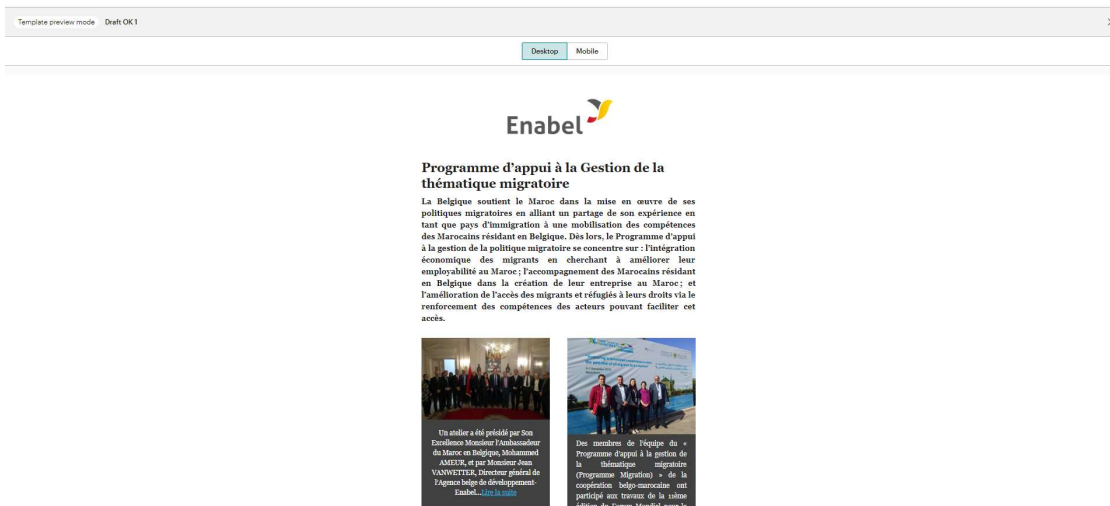 Template preview mode Draft OK 1
Desktop Mobile
Enabel
Programme d’appui à la Gestion de la
thématique migratoire
La Belgique soutient le Maroc dans la mise en œuvre de ses
politiques migratoires en alliant un partage de son expérience en
tant que pays d’immigration à une mobilisation des compétences
des Marocains résidant en Belgique. Dès lors, le Programme d’appui
à la gestion de la politique migratoire se concentre sur : l’intégration
économique des migrants en cherchant à améliorer leur
employabilité au Maroc ; l’accompagnement des Marocains résidant
en Belgique dans la création de leur entreprise au Maroc ; et
l’amélioration de l’accès des migrants et réfugiés à leurs droits via le
renforcement des compétences des acteurs pouvant faciliter cet
accès.
Un atelier a été présidé par Son
Excellence Monsieur l’Ambassadeur
du Maroc en Belgique, Mohammed
AMEUR, et par Monsieur Jean
VANWETTER, Directeur général de
l’Agence belge de développement-
Enabel...Lire la suite
Des membres de l’équipe du «
Programme d’appui à la gestion de
la thématique migratoire
(Programme Migration) » de la
coopération belgo-marocaine ont
participé aux travaux de la 11ème
édition du Forum Mondial pour le